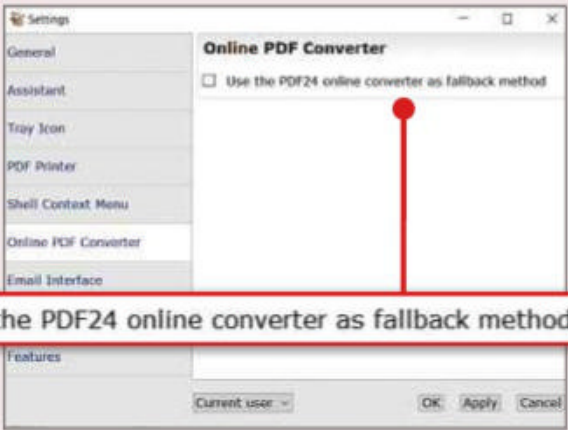 Settings
General
Assistant
Tray Icon
PDF Printer
Shell Context Menu
Online PDF Converter
Email Interface
Features
Online PDF Converter
Use the PDF24 online converter as fallback method
the PDF24 online converter as fallback method
Current user
OK Apply Cancel